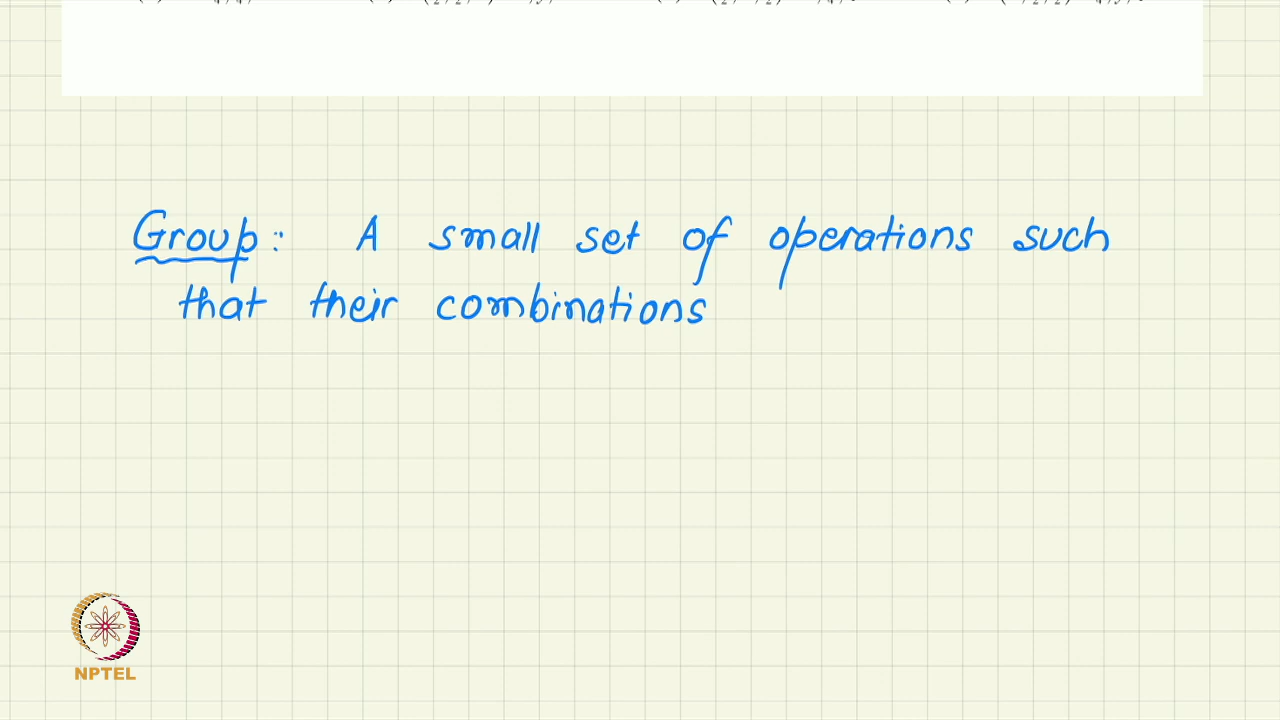 Group: A small set of operations such
that their combinations
NPTEL